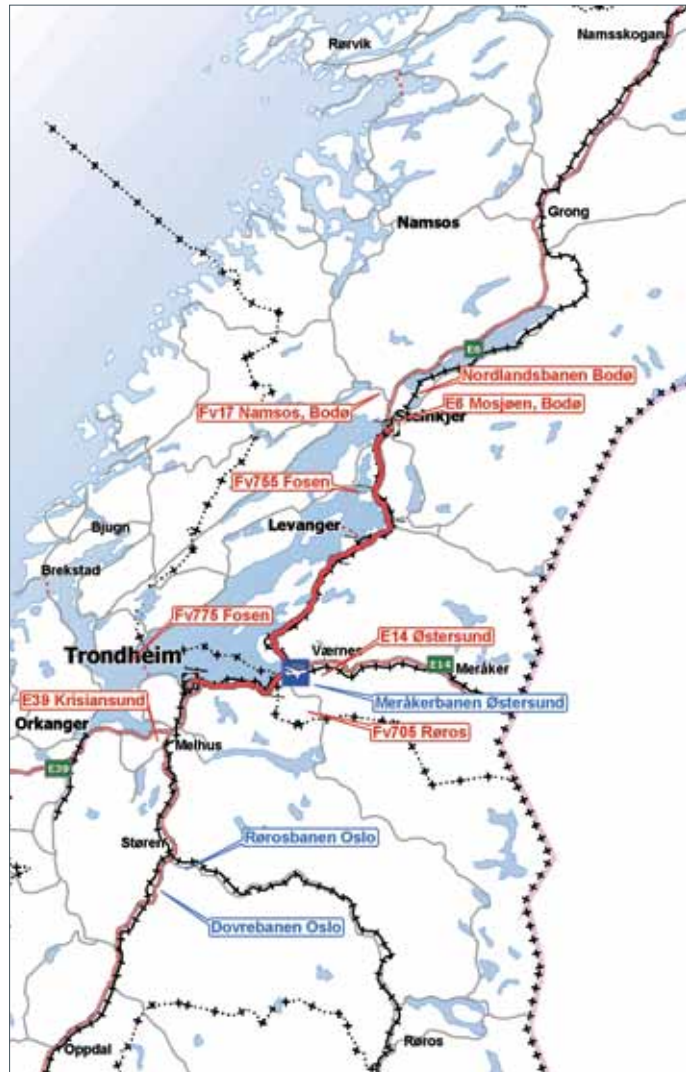 Namsskogan
Rørvik
Grong
Namsos
E6
Nordlandsbanen Bodø
Fv17 Namsos, Bodø
E6 Mosjøen, Bodø
Steinkjer
Fv755 Fosen
Levanger
Bjugn
Brekstad
Fv775 Fosen
Trondheim
Værnes
E14 Østersund
E14
Meråker
E39 Krisiansund
Meråkerbanen Østersund
Orkanger
Fv705 Røros
Melhus
E39
Støren
Rørosbanen Oslo
Dovrebanen Oslo
Oppdal
Røros